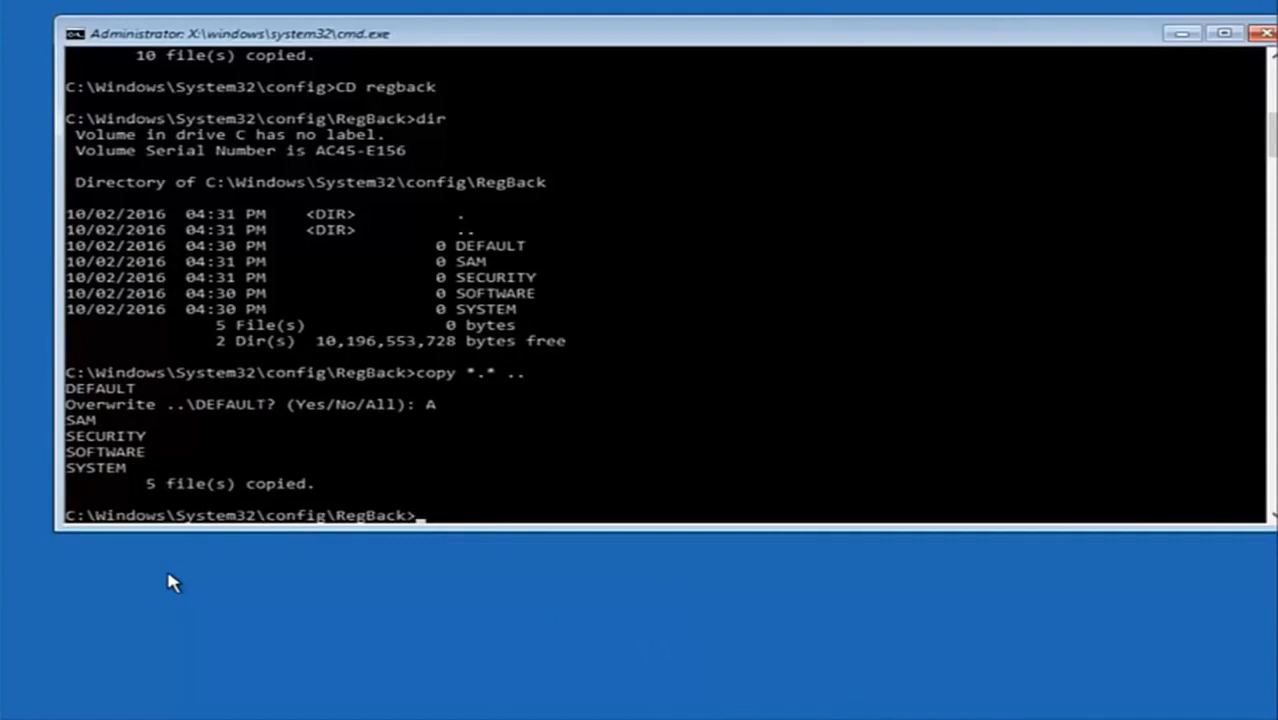 Administrator: X:\windows\system32\cmd.exe
10 file(s) copied.
C:\Windows\System32\config>CD regback
C:\Windows\System32\config\RegBack>dir
Volume in drive C has no label.
Volume Serial Number is AC45-E156
Directory of C:\Windows\System32\config\RegBack
10/02/2016 04:31 PM <DIR> .
10/02/2016 04:31 PM <DIR> ..
10/02/2016 04:30 PM 0 DEFAULT
10/02/2016 04:31 PM 0 SAM
10/02/2016 04:31 PM 0 SECURITY
10/02/2016 04:30 PM 0 SOFTWARE
10/02/2016 04:30 PM 0 SYSTEM
5 File(s) 0 bytes
2 Dir(s) 10,196,553,728 bytes free
C:\Windows\System32\config\RegBack>copy *.* ..
DEFAULT
Overwrite ..\DEFAULT? (Yes/No/All): A
SAM
SECURITY
SOFTWARE
SYSTEM
5 file(s) copied.
C:\Windows\System32\config\RegBack>_